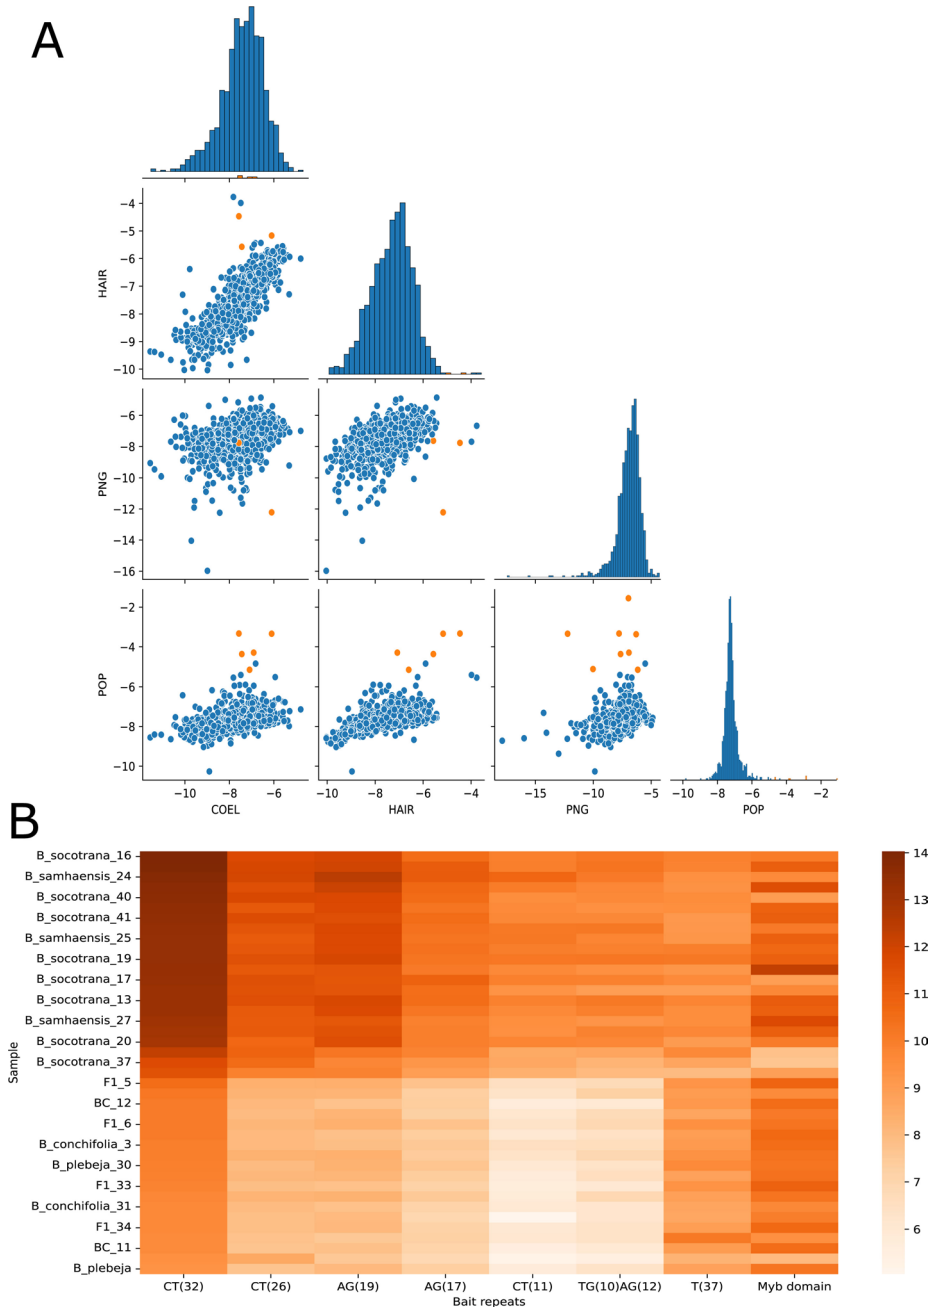 A
−4
−5
−6
−7
−8
−9
−10
HAIR
−6
−8
−10
−12
−14
−16
PNG
−2
−4
−6
−8
−10
POP
−10 −8 −6
COEL
−10 −8 −6 −4
HAIR
−15 −10 −5
PNG
−10 −8 −6 −4 −2
POP
B
B_socotrana_16
B_samhaensis_24
B_socotrana_40
B_socotrana_41
B_samhaensis_25
B_socotrana_19
B_socotrana_17
B_socotrana_13
B_samhaensis_27
B_socotrana_20
B_socotrana_37
F1_5
BC_12
F1_6
B_conchifolia_3
B_plebeja_30
F1_33
B_conchifolia_31
F1_34
BC_11
B_plebeja
Sample
CT(32) CT(26) AG(19) AG(17) CT(11) TG(10)AG(12) T(37) Myb domain
Bait repeats
14
13
12
11
10
9
8
7
6